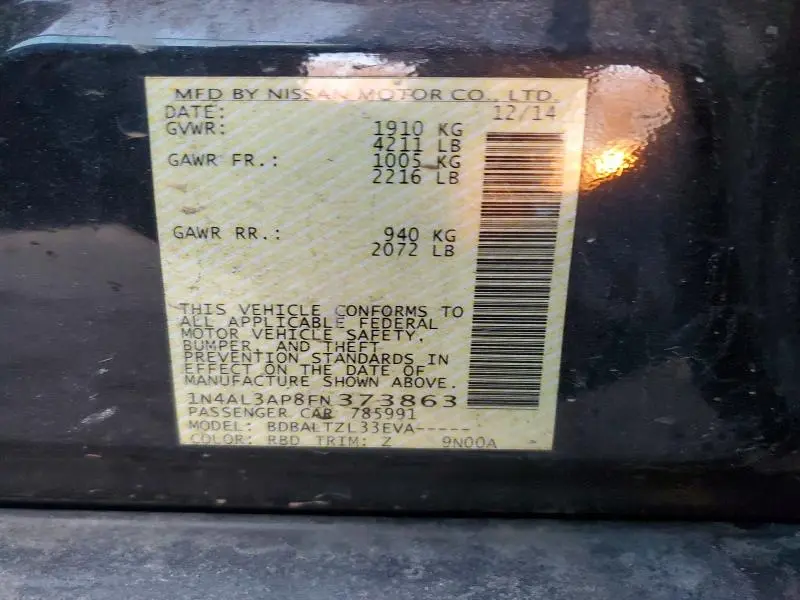 MFD BY NISSAN MOTOR CO., LTD.
DATE: 12/14
GVWR: 1910 KG
4211 LB
GAWR FR.: 1005 KG
2216 LB
GAWR RR.: 940 KG
2072 LB
THIS VEHICLE CONFORMS TO
ALL APPLICABLE FEDERAL
MOTOR VEHICLE SAFETY,
BUMPER, AND THEFT
PREVENTION STANDARDS IN
EFFECT ON THE DATE OF
MANUFACTURE SHOWN ABOVE.
1N4AL3AP8FN373863
PASSENGER CAR 785991
MODEL: BDBALTZL33EVA-----
COLOR: RBD TRIM: Z 9N00A